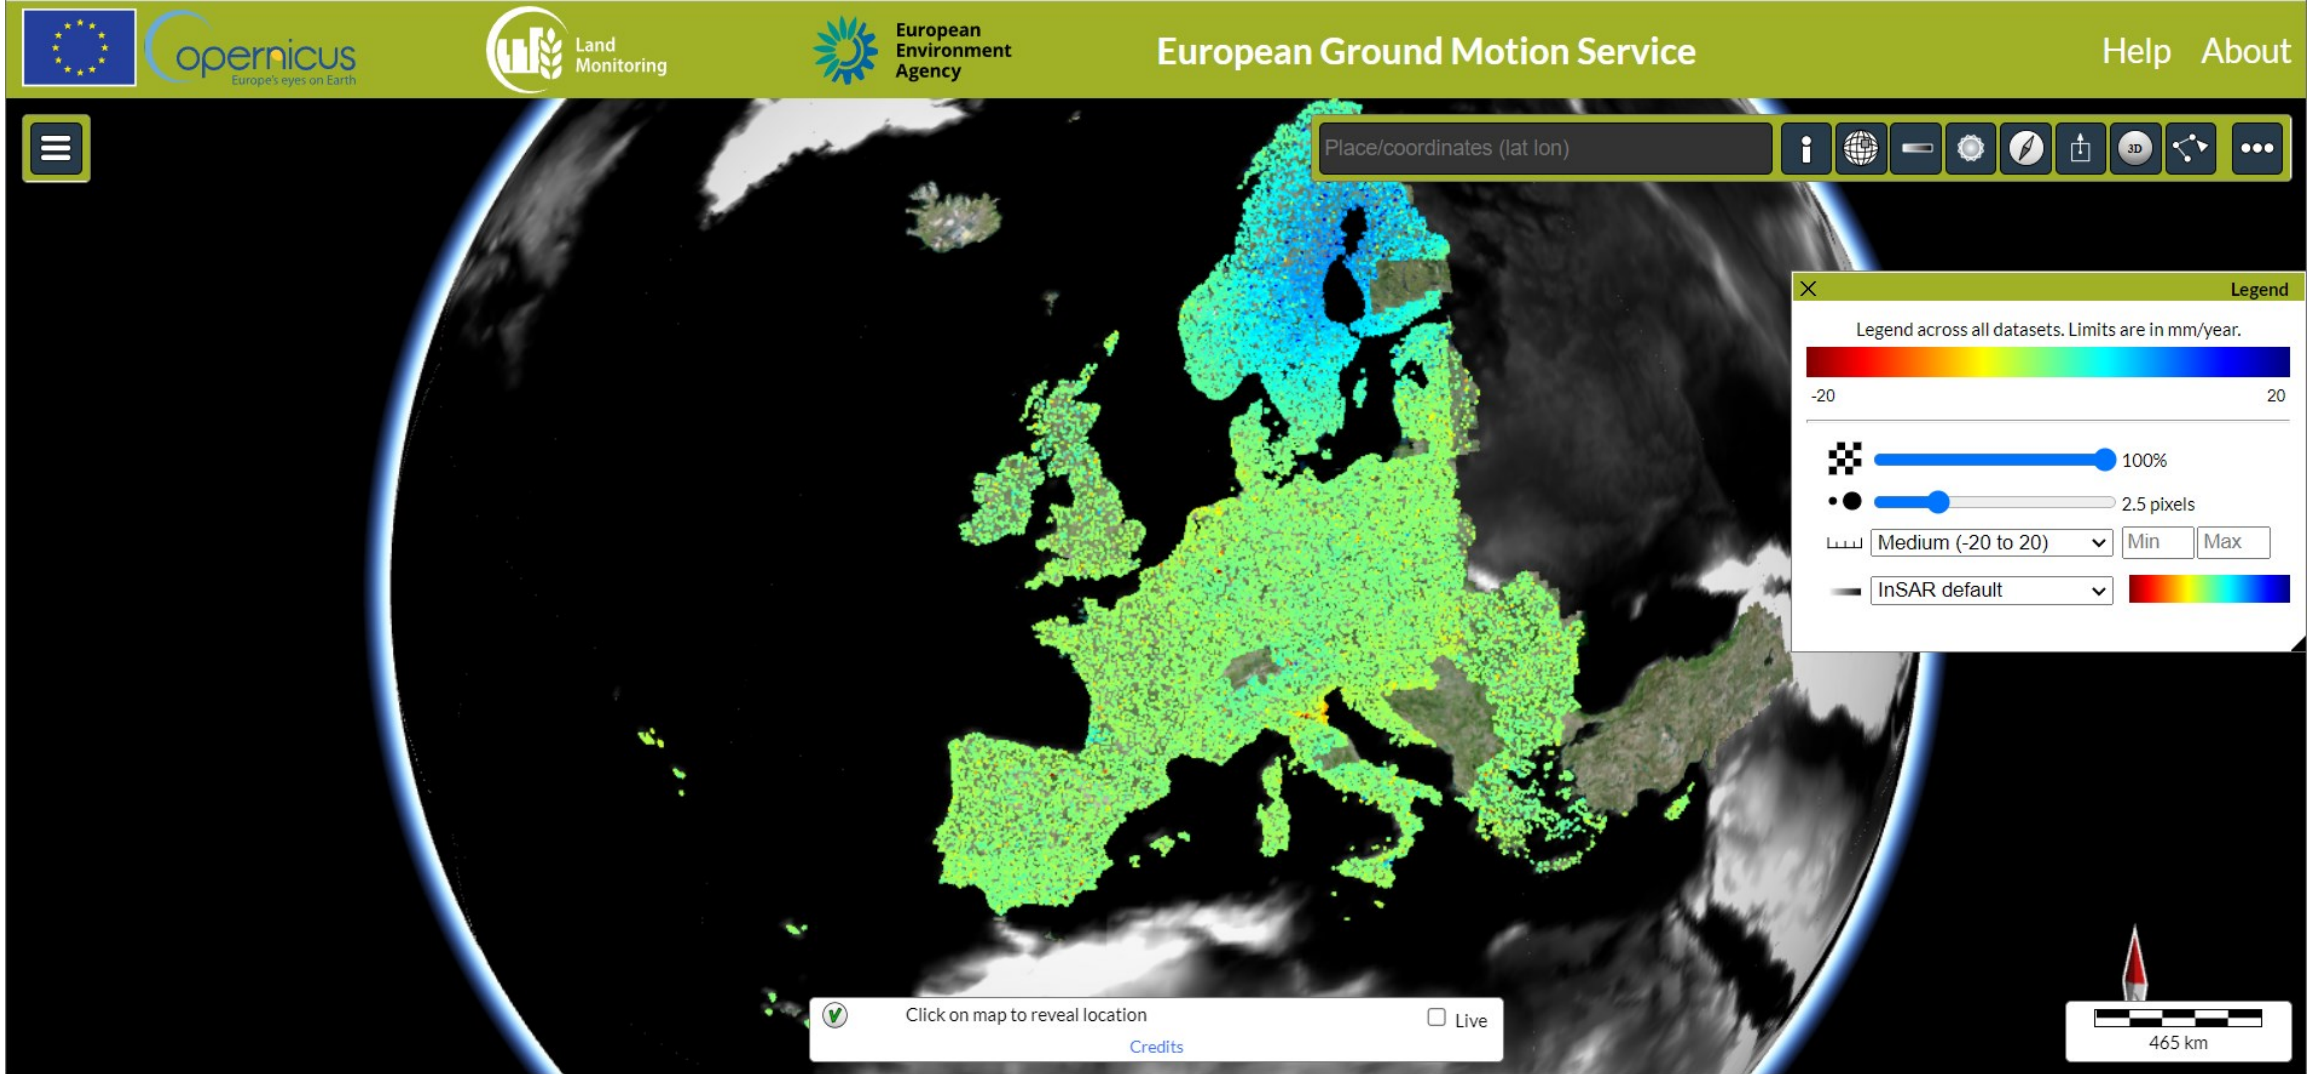 opernicus
Europe's eyes on Earth
Land
Monitoring
European
Environment
Agency
European Ground Motion Service
Help About
Place/coordinates (lat lon)
3D
Legend
Legend across all datasets. Limits are in mm/year.
-20 20
100%
2.5 pixels
Medium (-20 to 20) Min Max
InSAR default
Click on map to reveal location
Live
Credits
465 km